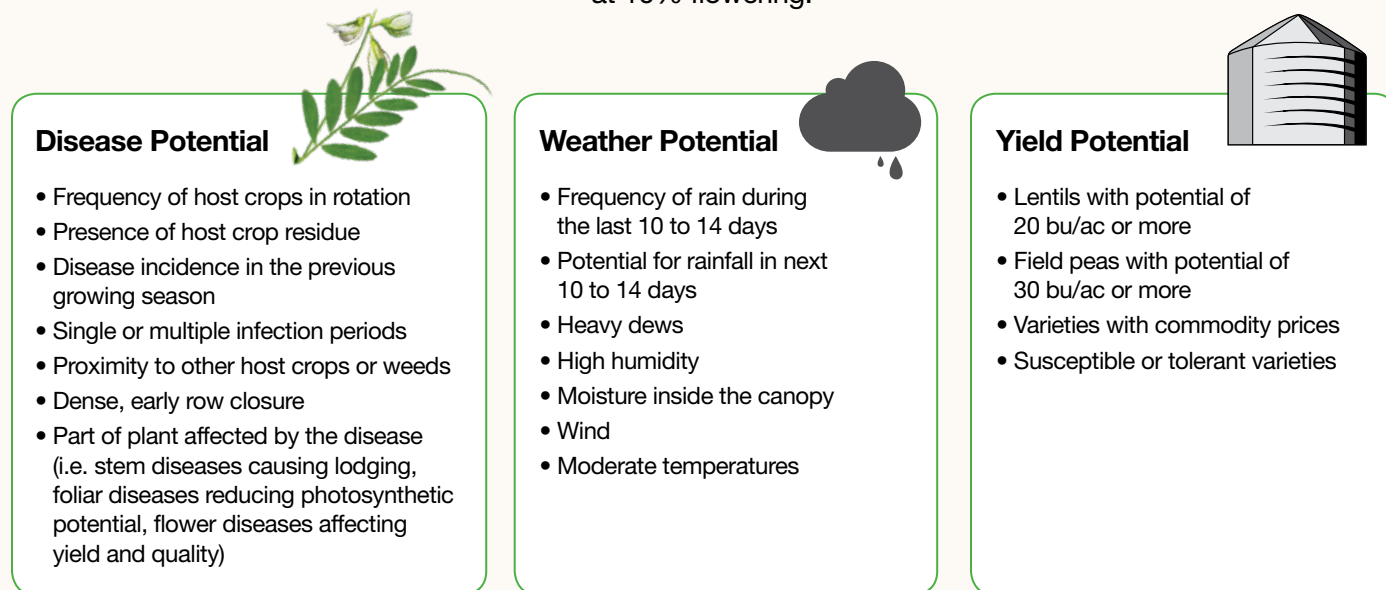 flowering.
Disease Potential
• Frequency of host crops in rotation
• Presence of host crop residue
• Disease incidence in the previous
growing season
• Single or multiple infection periods
• Proximity to other host crops or weeds
• Dense, early row closure
• Part of plant affected by the disease
(i.e. stem diseases causing lodging,
foliar diseases reducing photosynthetic
potential, flower diseases affecting
yield and quality)
Weather Potential
• Frequency of rain during
the last 10 to 14 days
• Potential for rainfall in next
10 to 14 days
• Heavy dews
• High humidity
• Moisture inside the canopy
• Wind
• Moderate temperatures
Yield Potential
• Lentils with potential of
20 bu/ac or more
• Field peas with potential of
30 bu/ac or more
• Varieties with commodity prices
• Susceptible or tolerant varieties